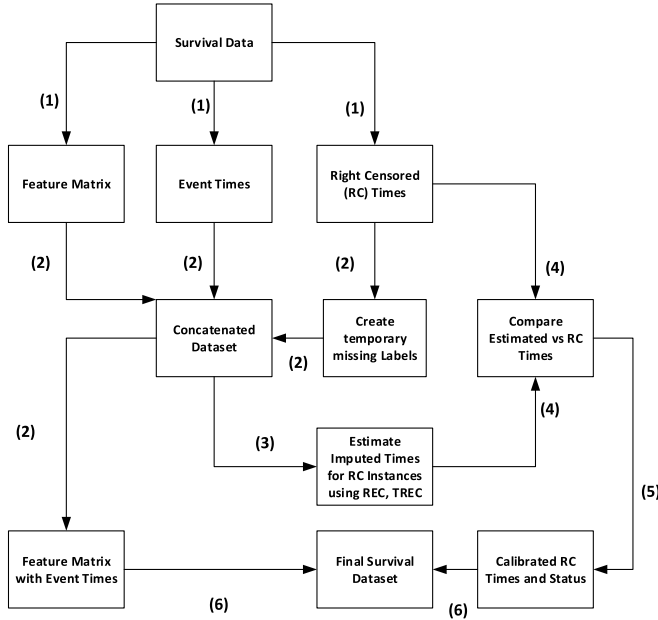 Survival Data
(1)
(1)
(1)
Feature Matrix
Event Times
Right Censored
(RC) Times
(2)
(2)
(2)
(4)
Concatenated
Dataset
(2)
Create
temporary
missing Labels
Compare
Estimated vs RC
Times
(2)
(3)
(4)
Estimate
Imputed Times
for RC Instances
using REC, TREC
(5)
Feature Matrix
with Event Times
(6)
Final Survival
Dataset
(6)
Calibrated RC
Times and Status